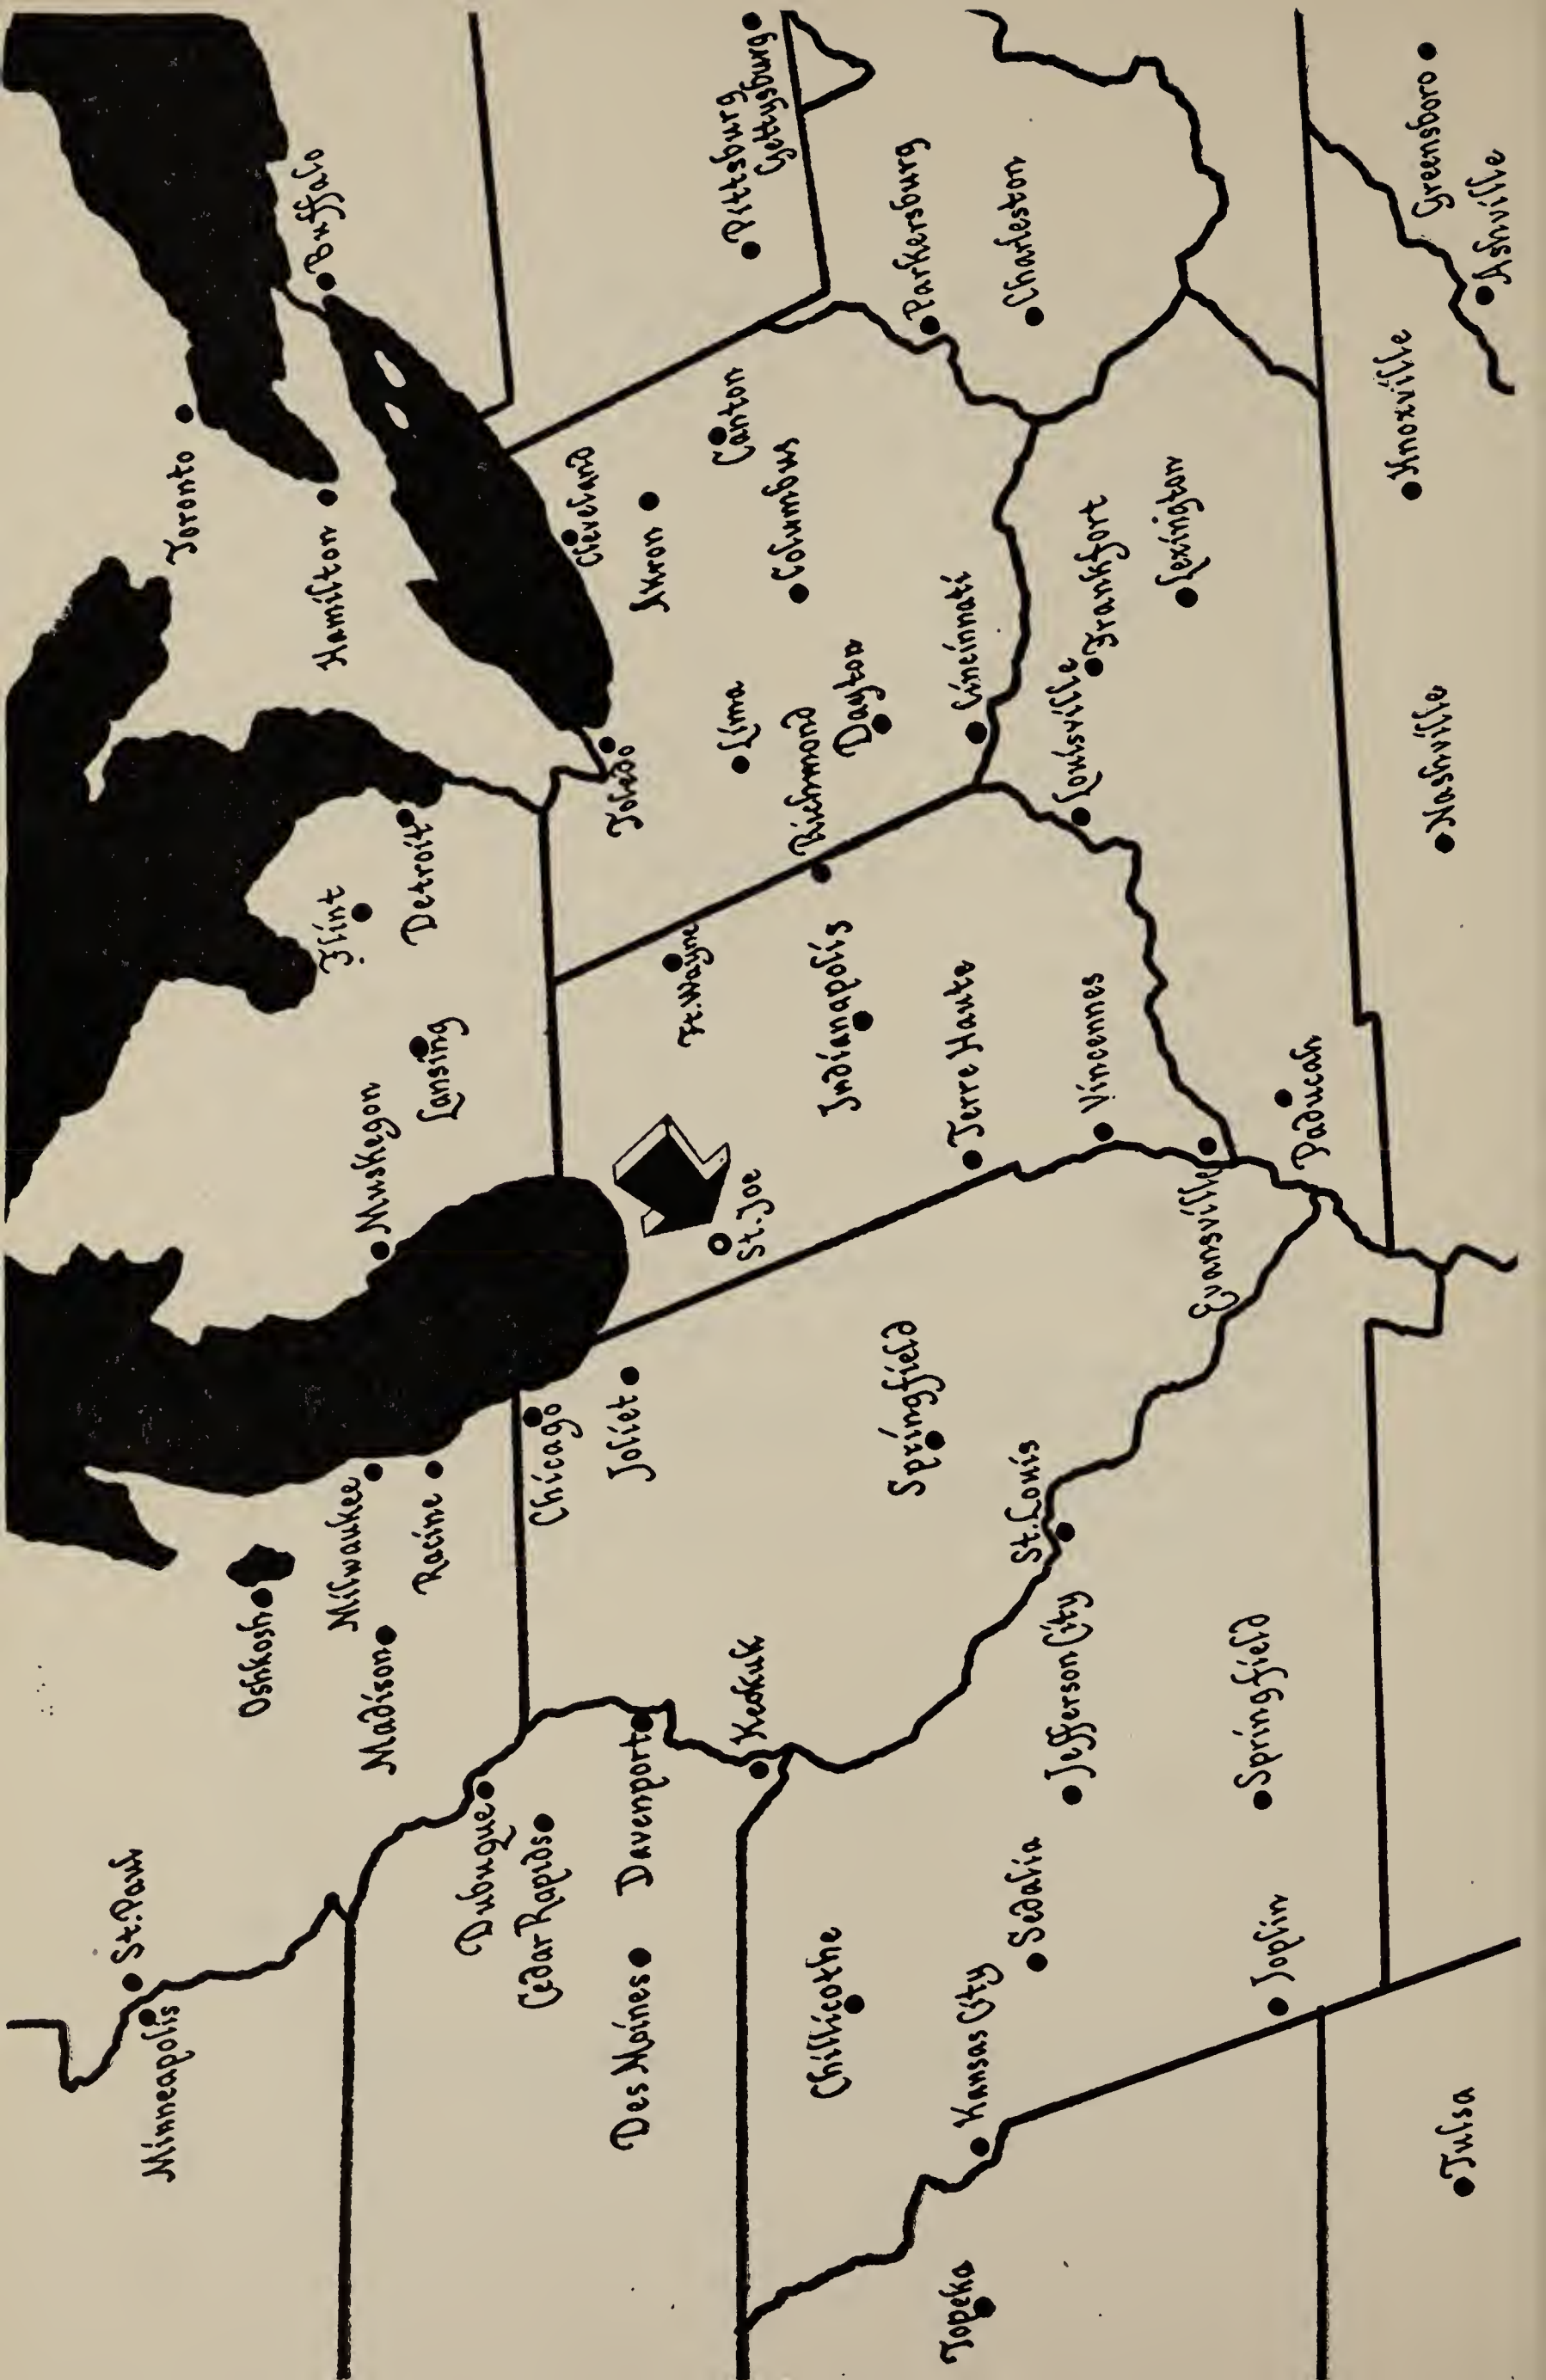 Minneapolis
St. Paul
Oshkosh
Milwaukee
Madison
Racine
Muskegon
Lansing
Flint
Detroit
Toronto
Hamilton
Buffalo
Dubuque
Cedar Rapids
Des Moines
Davenport
Chicago
Joliet
Keokuk
St. Joe
Ft. Wayne
Toledo
Cleveland
Akron
Canton
Lima
Columbus
Pittsburg
Gettysburg
Richmond
Dayton
Indianapolis
Springfield
Chillicothe
Terre Haute
Cincinnati
Parkersburg
Charleston
Topeka
Kansas City
Sedalia
Jefferson City
St. Louis
Vincennes
Louisville
Frankfort
Lexington
Evansville
Springfield
Joplin
Paducah
Tulsa
Nashville
Knoxville
Greensboro
Ashville